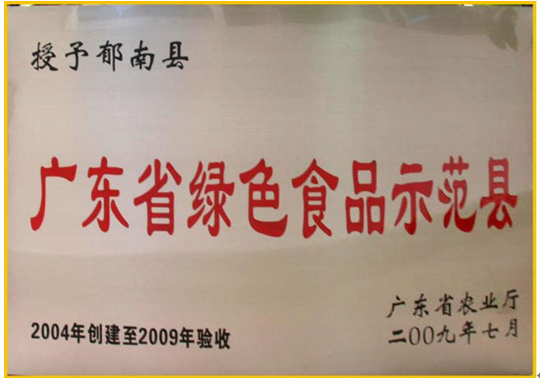 授予郁南县
广东省绿色食品示范县
2004年创建至2009年验收
广东省农业厅
二00九年七月